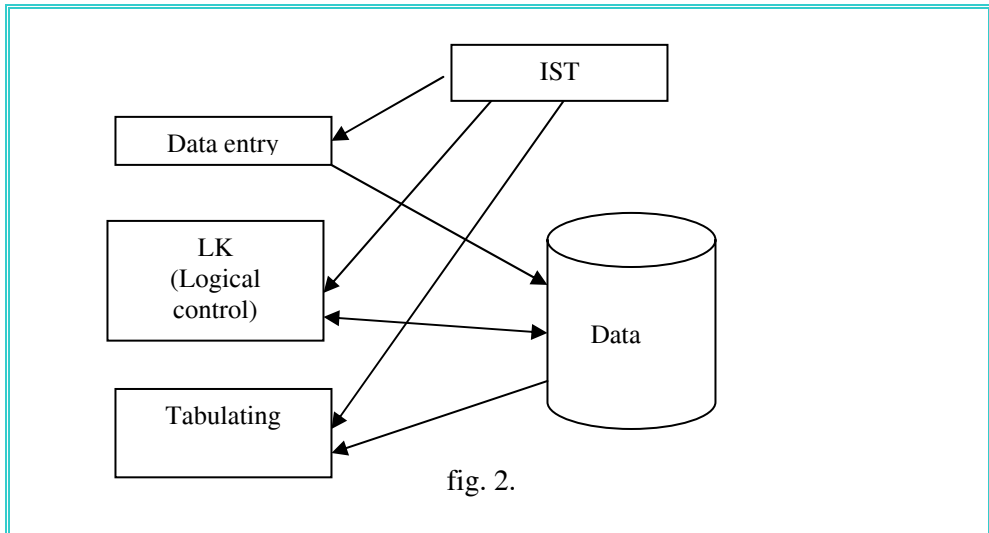 IST
Data entry
LK
(Logical
control)
Data
Tabulating
fig. 2.